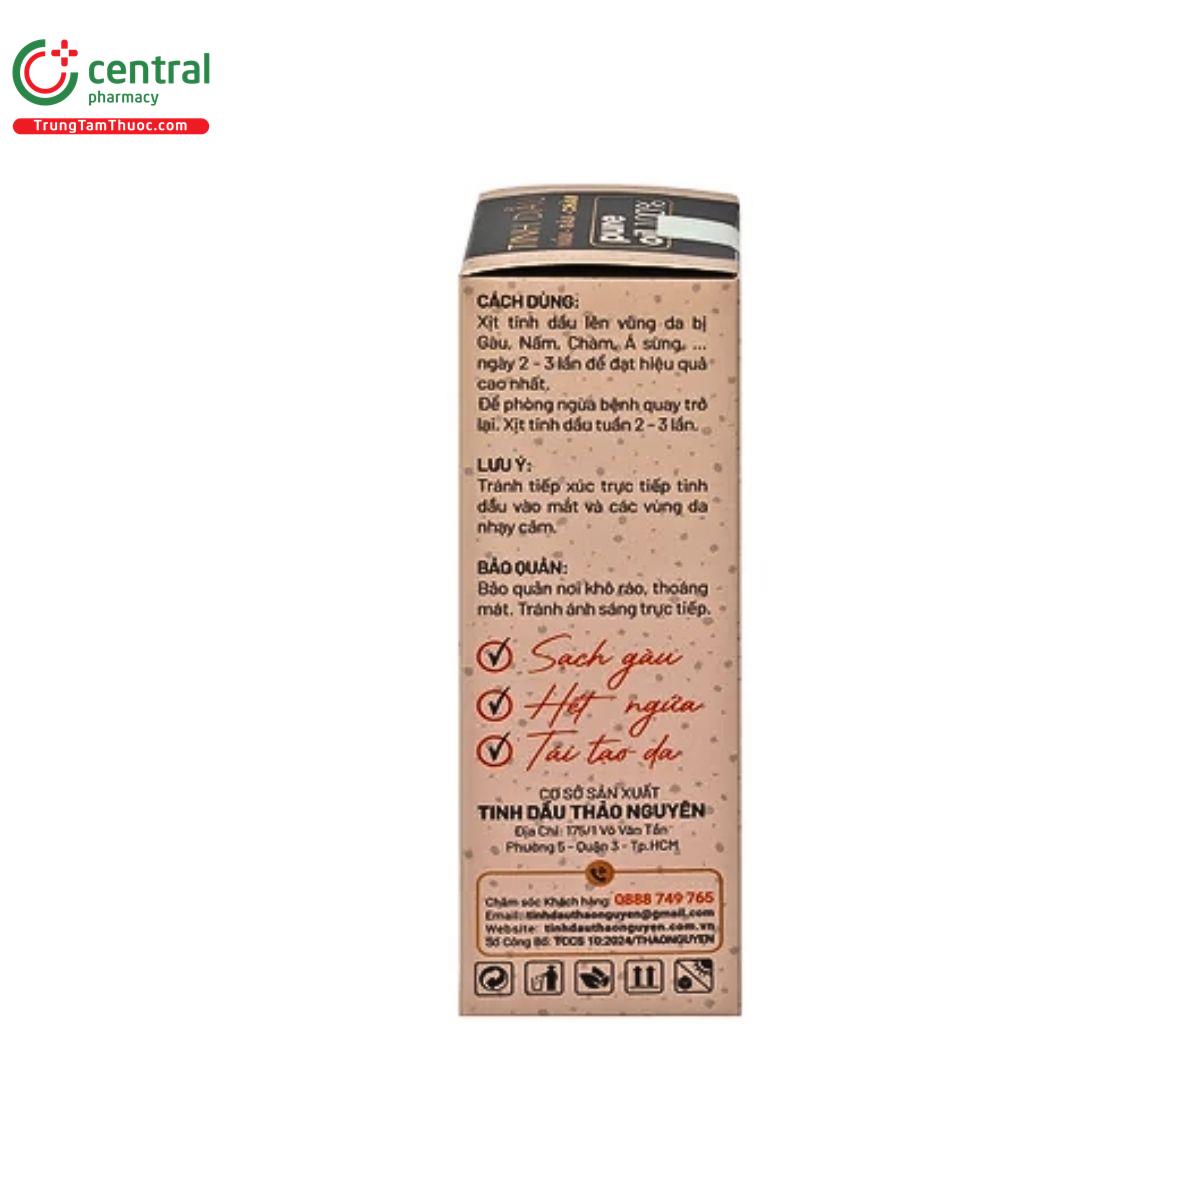 central
pharmacy
TrungTamThuoc.com
TINH DẦU
pure
oil 100%
CÁCH DÙNG:
Xịt tinh dầu lên vùng da bị
Gàu, Nấm, Chàm, Á sừng, ...
ngày 2 - 3 lần để đạt hiệu quả
cao nhất.
Để phòng ngừa bệnh quay trở
lại. Xịt tinh dầu tuần 2 - 3 lần.
LƯU Ý:
Tránh tiếp xúc trực tiếp tinh
dầu vào mắt và các vùng da
nhạy cảm.
BẢO QUẢN:
Bảo quản nơi khô ráo, thoáng
mát. Tránh ánh sáng trực tiếp.
Sạch gàu
Hết ngứa
Tái tạo da
CƠ SỞ SẢN XUẤT
TINH DẦU THẢO NGUYÊN
Địa Chỉ: 175/1 Võ Văn Tần
Phường 5 - Quận 3 - Tp.HCM
Chăm sóc Khách hàng: 0888 749 765
Email: tinhdauthaonguyen@gmail.com
Website: tinhdauthaonguyen.com.vn
Số Công Bố: TCCS 10:2024/THAONGUYEN